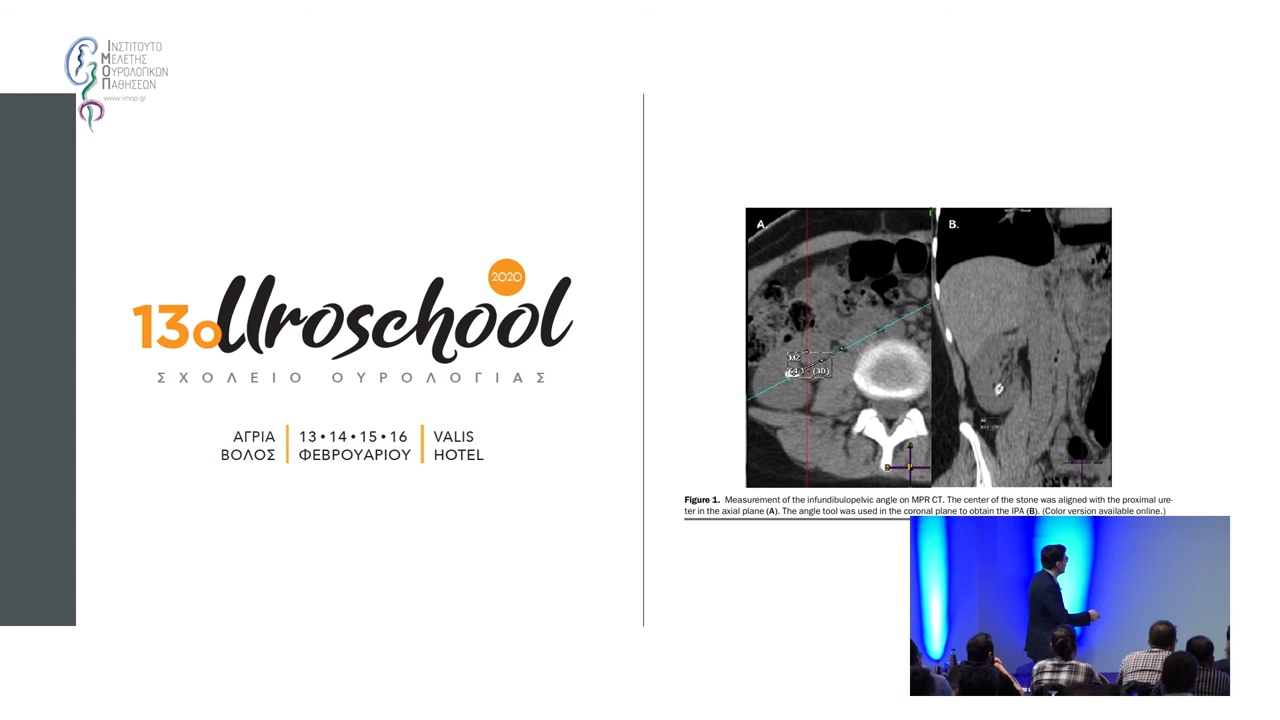 ΙΝΣΤΙΤΟΥΤΟ
ΜΕΛΕΤΗΣ
ΟΥΡΟΛΟΓΙΚΩΝ
ΠΑΘΗΣΕΩΝ
www.imop.gr
2020
13ο Uroschool
ΣΧΟΛΕΙΟ ΟΥΡΟΛΟΓΙΑΣ
ΑΓΡΙΑ
ΒΟΛΟΣ
13•14•15•16
ΦΕΒΡΟΥΑΡΙΟΥ
VALIS
HOTEL
A.
B.
M2
(3D)
Figure 1. Measurement of the infundibulopelvic angle on MPR CT. The center of the stone was aligned with the proximal ure-
ter in the axial plane (A). The angle tool was used in the coronal plane to obtain the IPA (B). (Color version available online.)